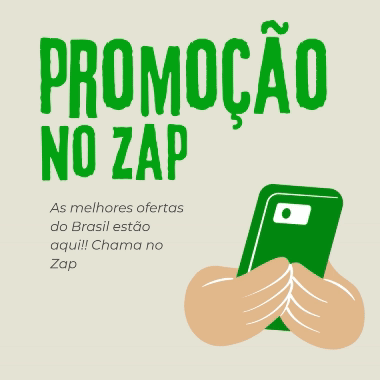 PROMOÇÃO
NO ZAP
As melhores ofertas
do Brasil estão
aqui!! Chama no
Zap